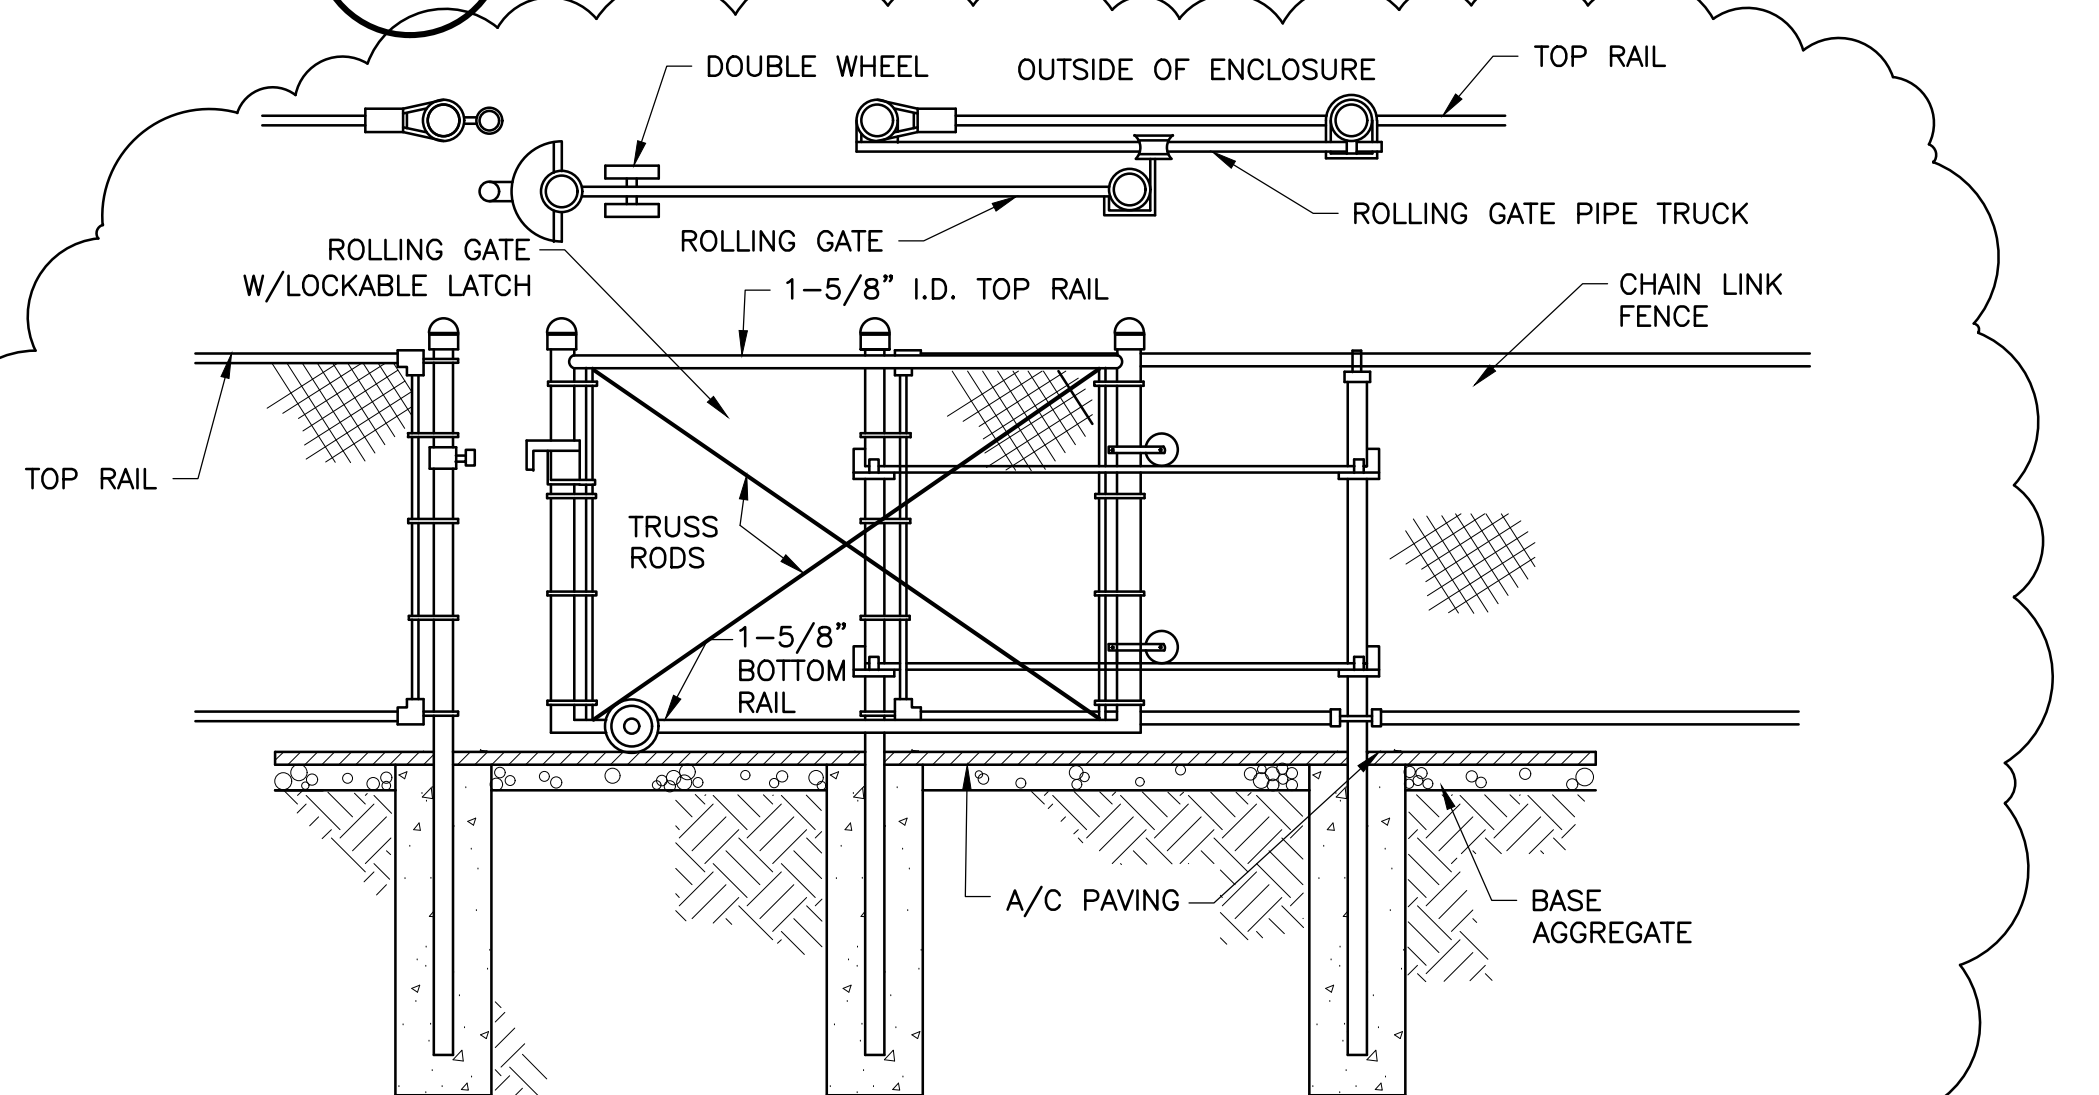 DOUBLE WHEEL
OUTSIDE OF ENCLOSURE
TOP RAIL
ROLLING GATE PIPE TRUCK
ROLLING GATE
ROLLING GATE
W/LOCKABLE LATCH
1-5/8” I.D. TOP RAIL
CHAIN LINK
FENCE
TOP RAIL
TRUSS
RODS
1-5/8”
BOTTOM
RAIL
A/C PAVING
BASE
AGGREGATE